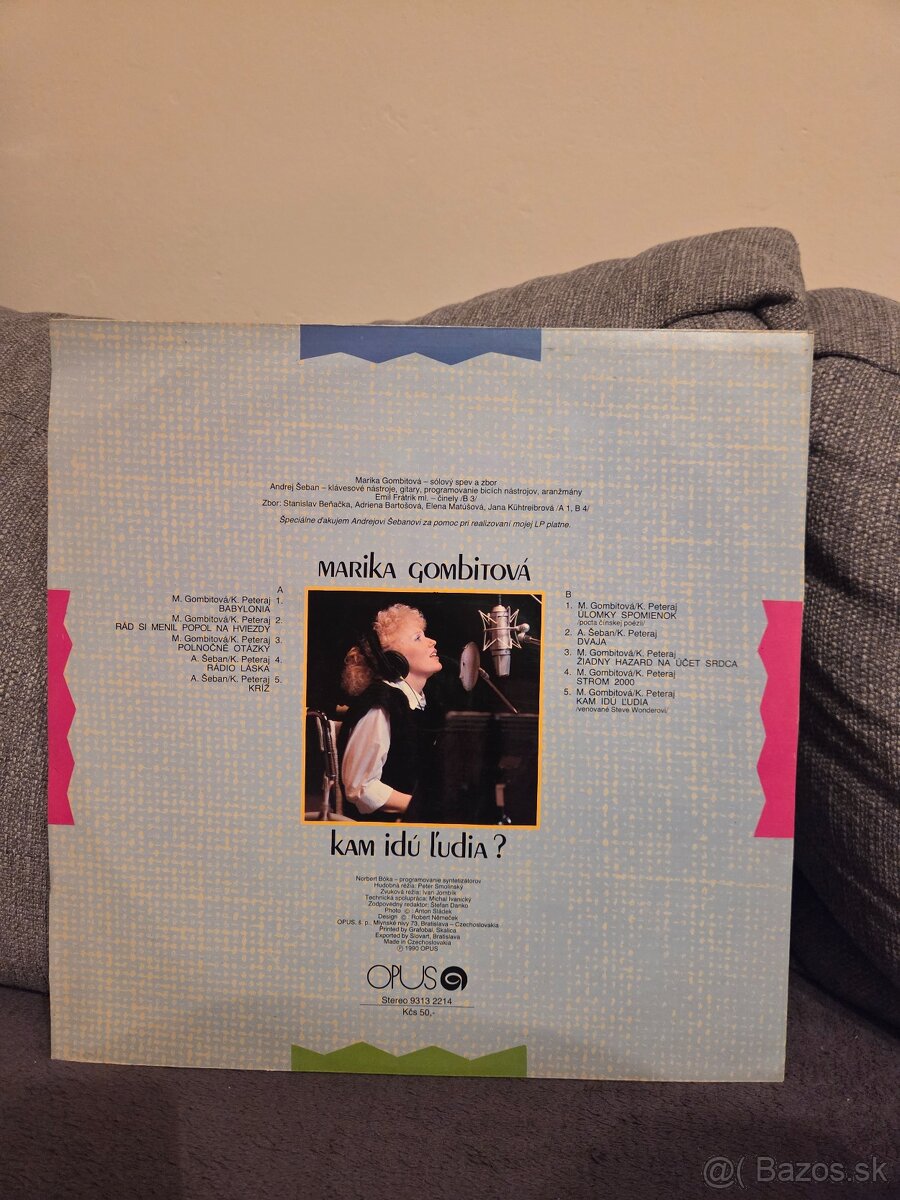 Marika Gombitová – sólový spev a zbor
Andrej Šeban – klávesové nástroje, gitary, programovanie bicích nástrojov, aranžmány
Emil Frátrik ml. – činely /B 3/
Zbor: Stanislav Beňačka, Adriena Bartošová, Elena Matúšová, Jana Kühtreibrová /A 1, B 4/
Špeciálne ďakujem Andrejovi Šebanovi za pomoc pri realizovaní mojej LP platne.
MARIKA GOMBITOVÁ
A
M. Gombitová/K. Peteraj 1.
BABYLONIA
M. Gombitová/K. Peteraj 2.
RÁD SI MENIL POPOL NA HVIEZDY
M. Gombitová/K. Peteraj 3.
POLNOČNÉ OTÁZKY
A. Šeban/K. Peteraj 4.
RÁDIO LÁSKA
A. Šeban/K. Peteraj 5.
KRÍŽ
B
1. M. Gombitová/K. Peteraj
ÚLOMKY SPOMIENOK
/pocta čínskej poézii/
2. A. Šeban/K. Peteraj
DVAJA
3. M. Gombitová/K. Peteraj
ŽIADNY HAZARD NA ÚČET SRDCA
4. M. Gombitová/K. Peteraj
STROM 2000
5. M. Gombitová/K. Peteraj
KAM IDÚ ĽUDIA
/venované Steve Wonderovi/
KAM IDÚ ĽUDIA?
Norbert Bóka – programovanie syntetizátorov
Hudobná réžia: Peter Smolinský
Zvuková réžia: Ivan Jombík
Technická spolupráca: Michal Ivanický
Zodpovedný redaktor: Štefan Danko
Photo © Anton Sládek
Design © Róbert Němeček
OPUS, š. p. Mlynské nivy 73, Bratislava – Czechoslovakia
Printed by Grafobal, Skalica
Exported by Slovart, Bratislava
Made in Czechoslovakia
℗ 1990 OPUS
OPUS
Stereo 9313 2214
Kčs 50,-
@( Bazos.sk